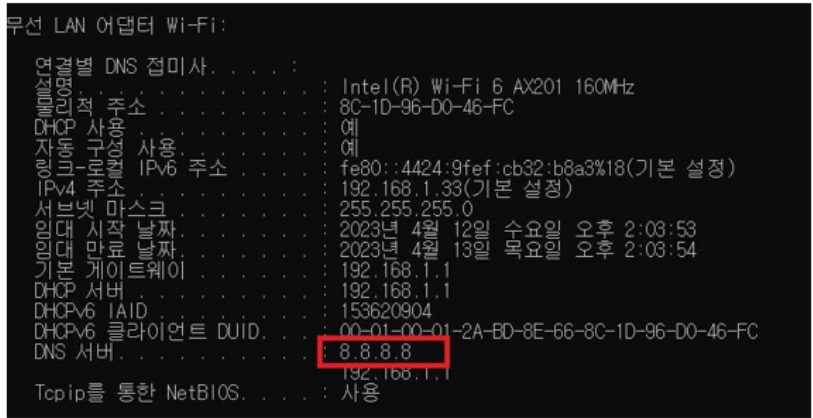 무선 LAN 어댑터 Wi-Fi:
연결별 DNS 접미사. . . . :
설명. . . . . . . . . . . . : Intel(R) Wi-Fi 6 AX201 160MHz
물리적 주소 . . . . . . . . : 8C-1D-96-D0-46-FC
DHCP 사용 . . . . . . . . . : 예
자동 구성 사용. . . . . . . : 예
링크-로컬 IPv6 주소 . . . . : fe80::4424:9fef:cb32:b8a3%18(기본 설정)
IPv4 주소 . . . . . . . . . : 192.168.1.33(기본 설정)
서브넷 마스크 . . . . . . . : 255.255.255.0
임대 시작 날짜. . . . . . . : 2023년 4월 12일 수요일 오후 2:03:53
임대 만료 날짜. . . . . . . : 2023년 4월 13일 목요일 오후 2:03:54
기본 게이트웨이 . . . . . . : 192.168.1.1
DHCP 서버 . . . . . . . . . : 192.168.1.1
DHCPv6 IAID . . . . . . . . : 153620904
DHCPv6 클라이언트 DUID. . . : 00-01-00-01-2A-BD-8E-66-8C-1D-96-D0-46-FC
DNS 서버. . . . . . . . . . : 8.8.8.8
192.168.1.1
Tcpip를 통한 NetBIOS. . . . : 사용